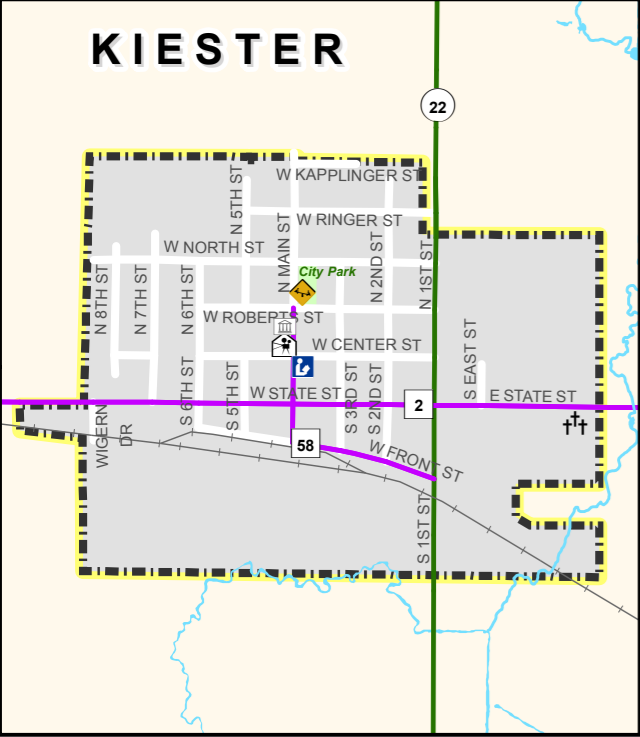 KIESTER
22
W KAPPLINGER ST
N 5TH ST
W RINGER ST
N MAIN ST
W NORTH ST
N 2ND ST
N 1ST ST
City Park
N 8TH ST
N 7TH ST
N 6TH ST
W ROBERTS ST
W CENTER ST
S EAST ST
S 6TH ST
S 5TH ST
W STATE ST
S 3RD ST
S 2ND ST
2
E STATE ST
WIGERN
DR
58
W FRONT ST
S 1ST ST